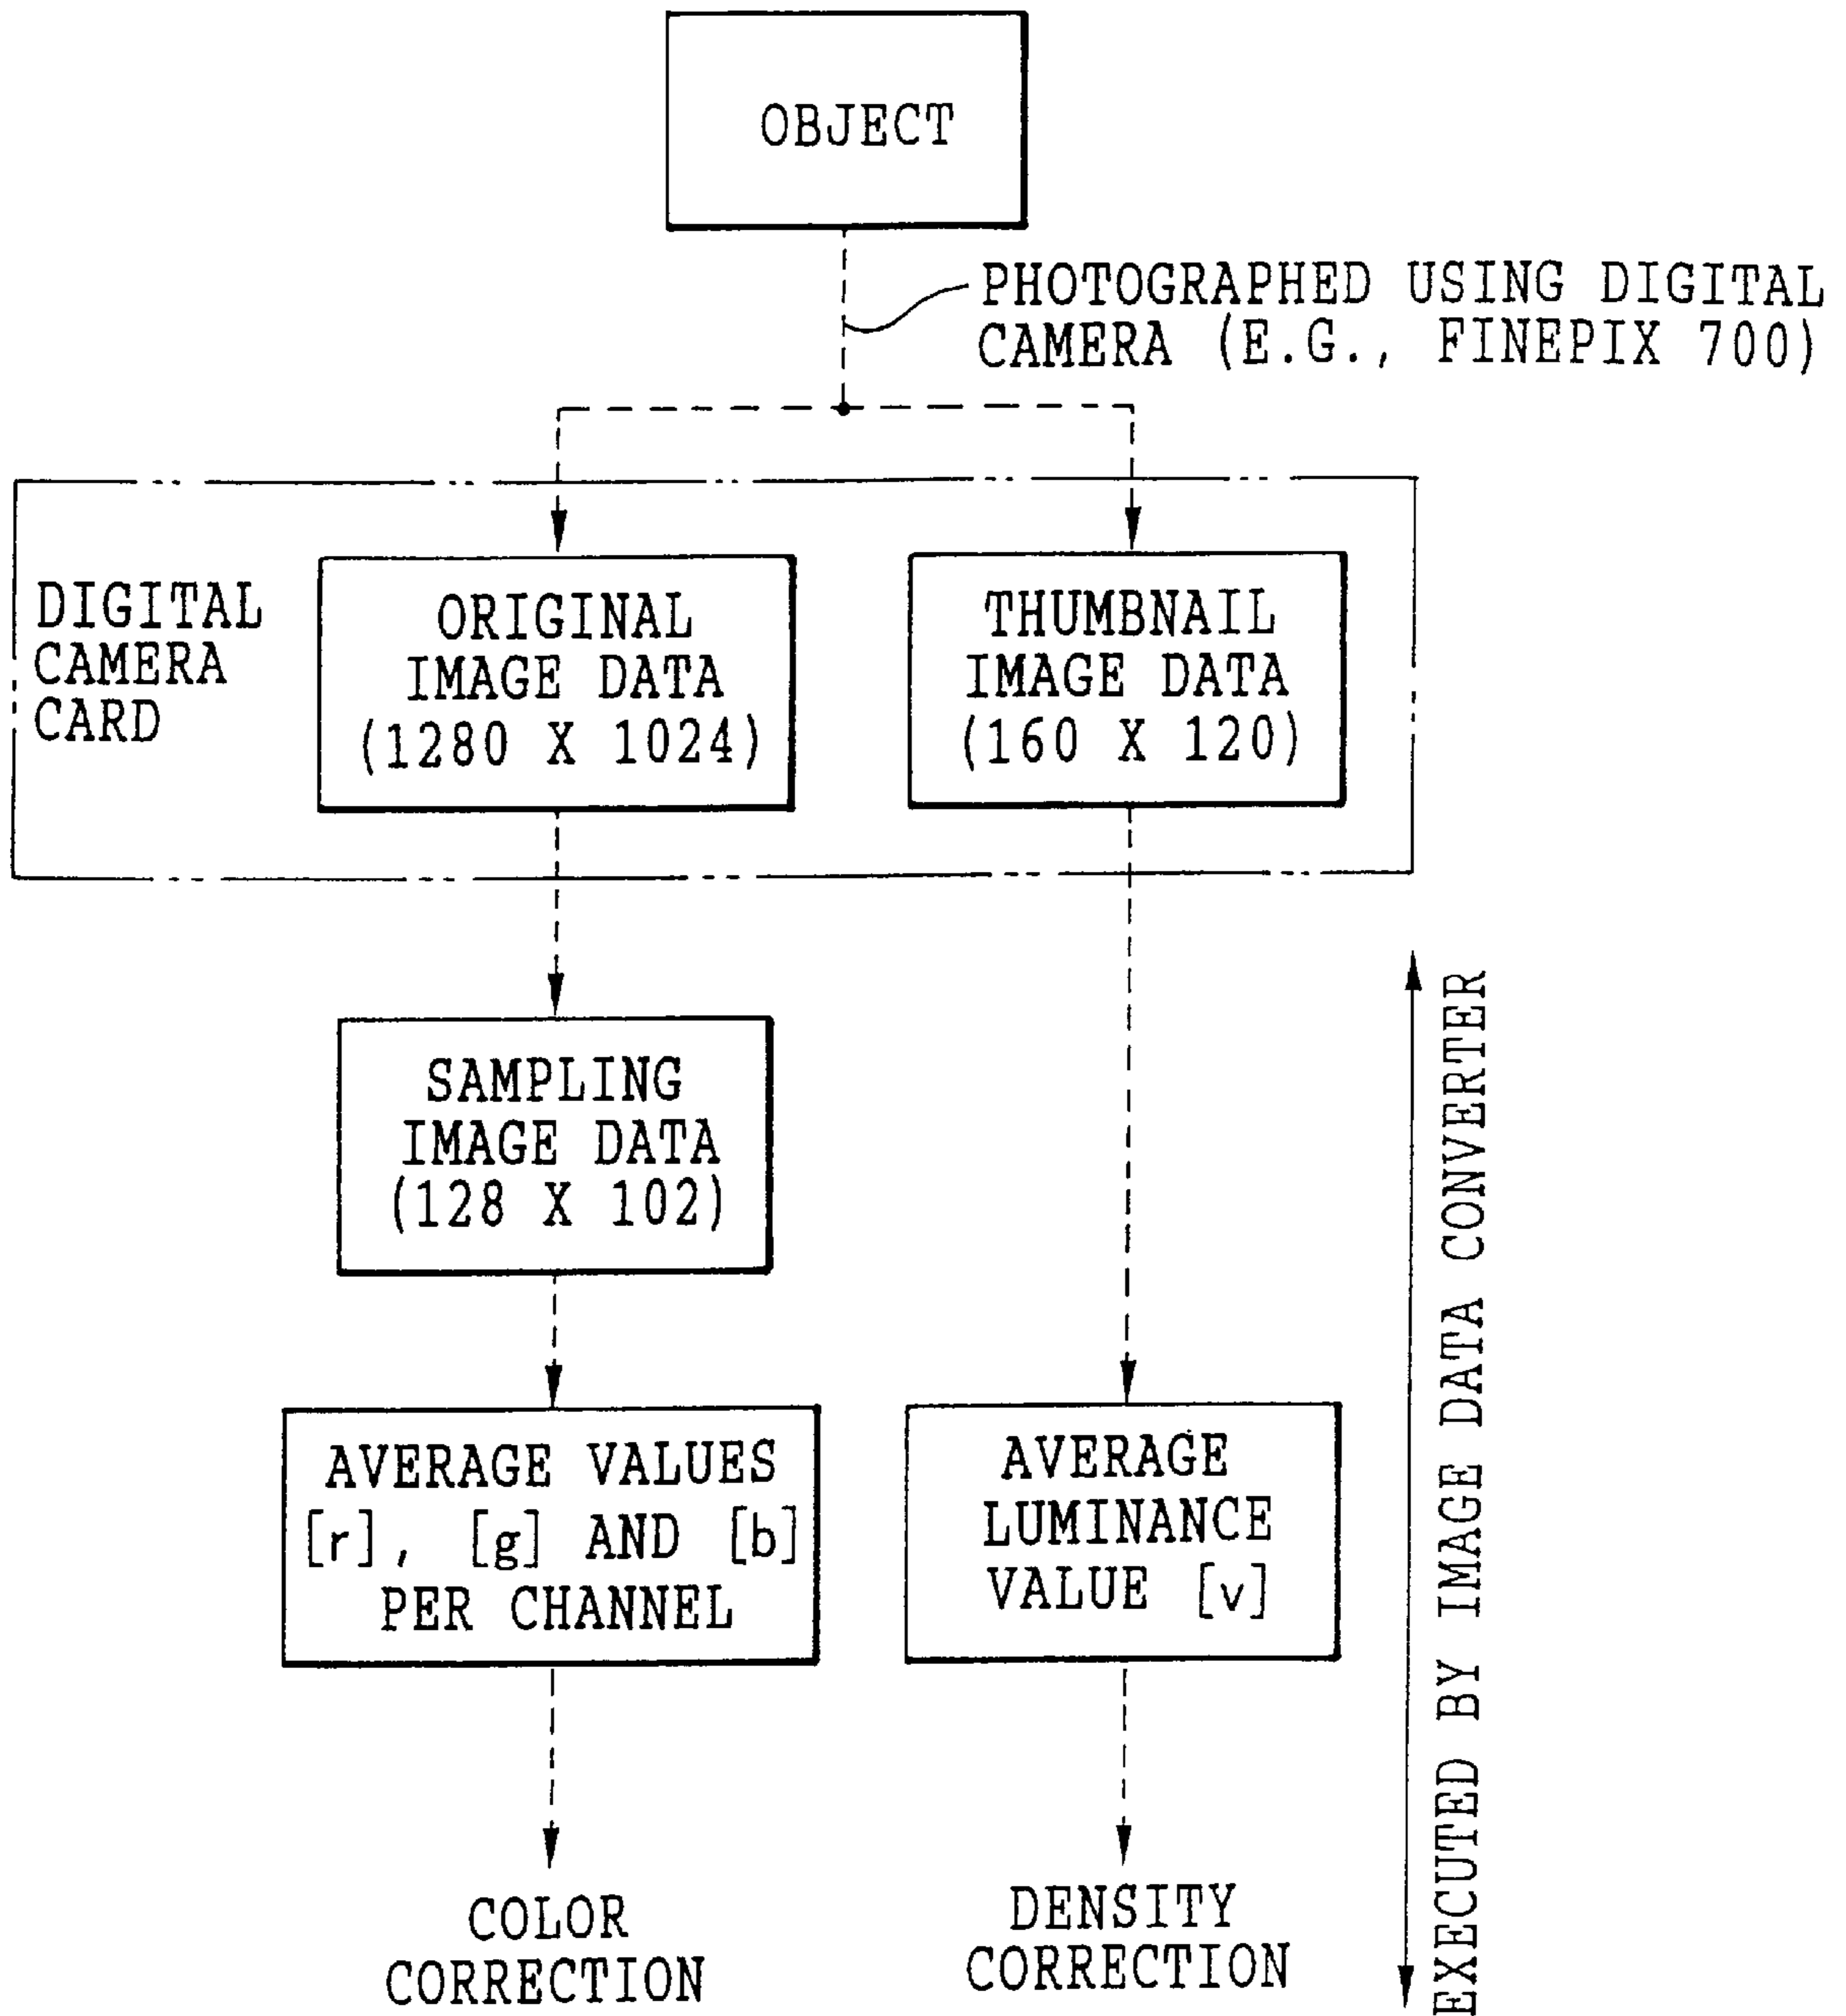 OBJECT
PHOTOGRAPHED USING DIGITAL
CAMERA (E.G., FINEPIX 700)
DIGITAL
CAMERA
CARD
ORIGINAL
IMAGE DATA
(1280 X 1024)
THUMBNAIL
IMAGE DATA
(160 X 120)
SAMPLING
IMAGE DATA
(128 X 102)
AVERAGE VALUES
[r], [g] AND [b]
PER CHANNEL
AVERAGE
LUMINANCE
VALUE [v]
COLOR
CORRECTION
DENSITY
CORRECTION
EXECUTED BY IMAGE DATA CONVERTER